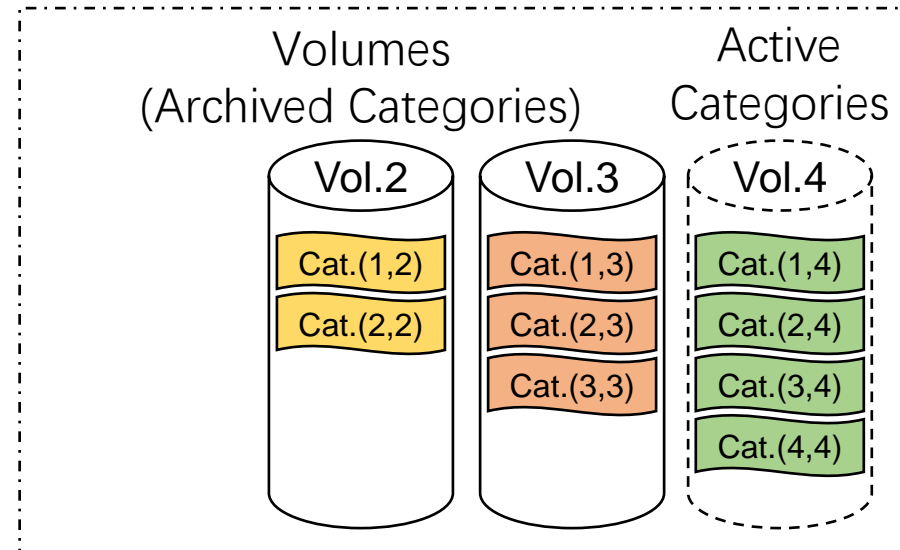 Volumes
(Archived Categories)
Active
Categories
Vol.2
Vol.3
Vol.4
Cat.(1,2)
Cat.(2,2)
Cat.(1,3)
Cat.(2,3)
Cat.(3,3)
Cat.(1,4)
Cat.(2,4)
Cat.(3,4)
Cat.(4,4)